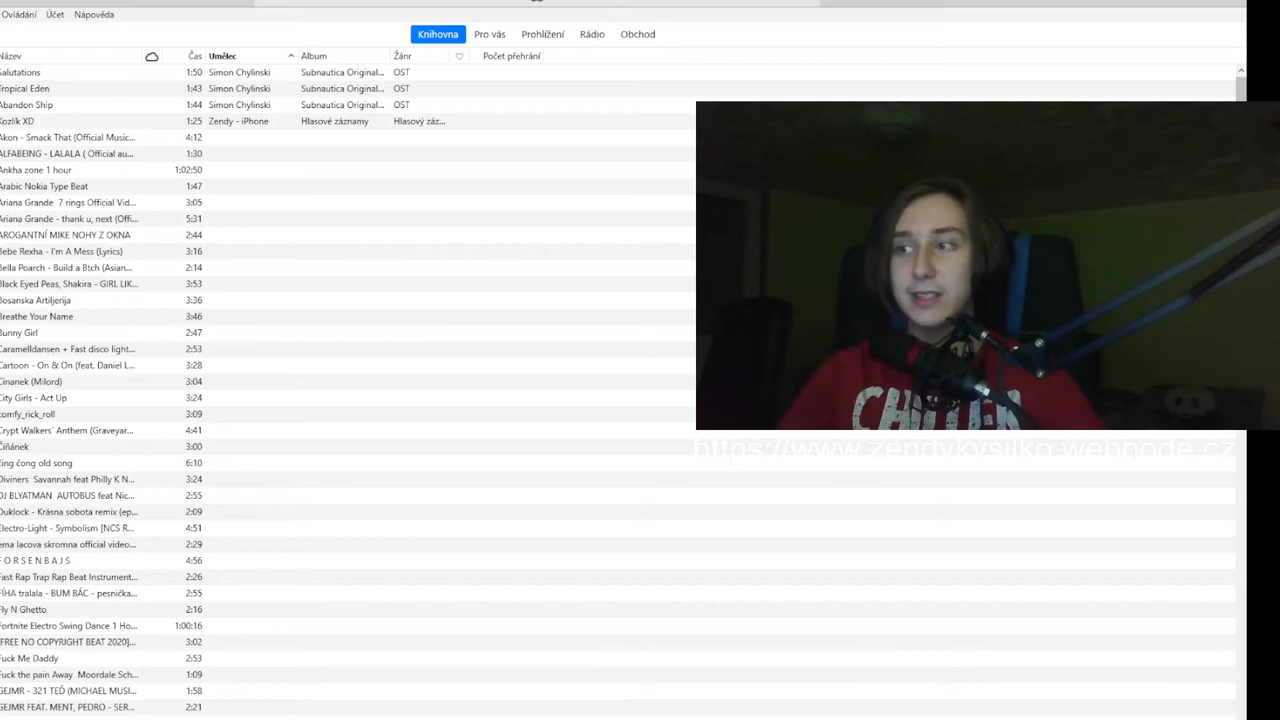 Ovládání Účet Nápověda
Knihovna Pro vás Prohlížení Rádio Obchod
Název Čas Umělec Album Žánr Počet přehrání
Salutations 1:50 Simon Chylinski Subnautica Original... OST
Tropical Eden 1:43 Simon Chylinski Subnautica Original... OST
Abandon Ship 1:44 Simon Chylinski Subnautica Original... OST
Kozlík XD 1:25 Zendy - iPhone Hlasové záznamy Hlasový záz...
Akon - Smack That (Official Music... 4:12
ALFABEING - LALALA ( Official au... 1:30
Ankha zone 1 hour 1:02:50
Arabic Nokia Type Beat 1:47
Ariana Grande 7 rings Official Vid... 3:05
Ariana Grande - thank u, next (Offi... 5:31
AROGANTNÍ MIKE NOHY Z OKNA 2:44
Bebe Rexha - I'm A Mess (Lyrics) 3:16
Bella Poarch - Build a Btch (Asian... 2:14
Black Eyed Peas, Shakira - GIRL LIK... 3:53
Bosanska Artiljerija 3:36
Breathe Your Name 3:46
Bunny Girl 2:47
Caramelldansen + Fast disco light... 2:53
Cartoon - On & On (feat. Daniel L... 3:28
Cinanek (Milord) 3:04
City Girls - Act Up 3:24
comfy_rick_roll 3:09
Crypt Walkers´ Anthem (Graveyar... 4:41
Číňánek 3:00
čing čong old song 6:10
Diviners Savannah feat Philly K N... 3:24
DJ BLYATMAN AUTOBUS feat Nic... 2:55
Duklock - Krásna sobota remix (ep... 2:09
Electro-Light - Symbolism [NCS R... 4:51
ema lacova skromna official video... 2:29
F O R S E N B A J S 4:56
Fast Rap Trap Rap Beat Instrument... 2:26
FÍHA tralala - BUM BÁC - pesnička... 2:55
Fly N Ghetto 2:16
Fortnite Electro Swing Dance 1 Ho... 1:00:16
[FREE NO COPYRIGHT BEAT 2020]... 3:02
Fuck Me Daddy 2:53
Fuck the pain Away Moordale Sch... 1:09
GEJMR - 321 TEĎ (MICHAEL MUSI... 1:58
GEJMR FEAT. MENT, PEDRO - SER... 2:21
CHILLER
https://www.zendykysilko.webnode.cz